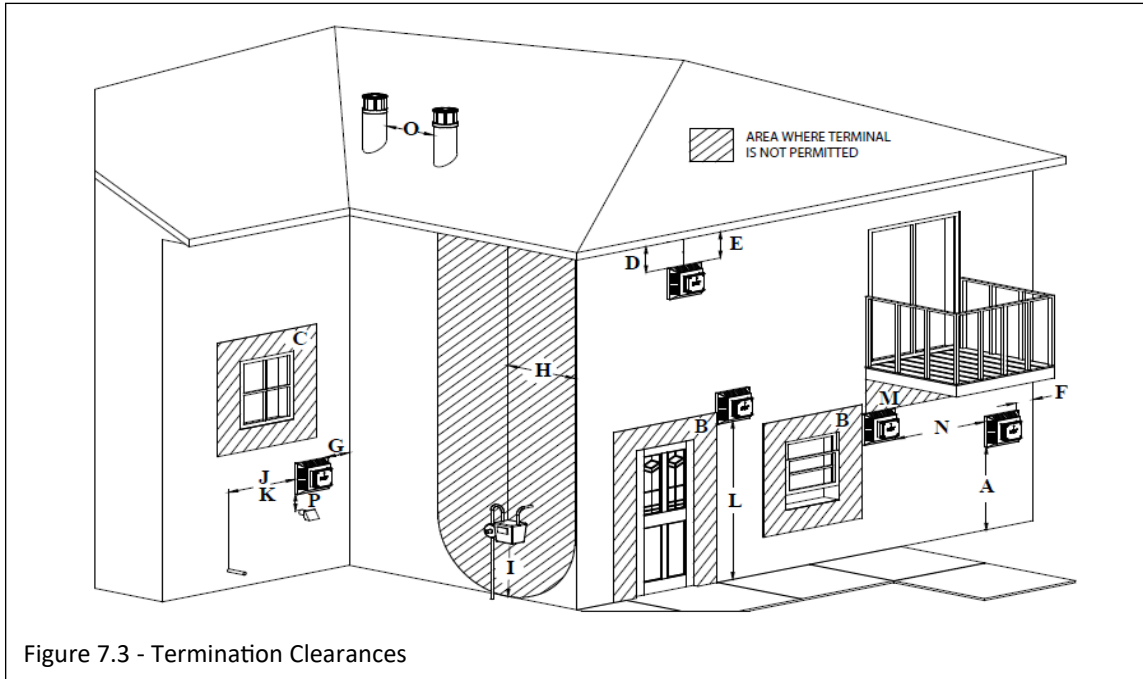 O
AREA WHERE TERMINAL
IS NOT PERMITTED
D
E
C
H
F
M
B
B
N
G
J
K
P
L
A
I
Figure 7.3 - Termination Clearances